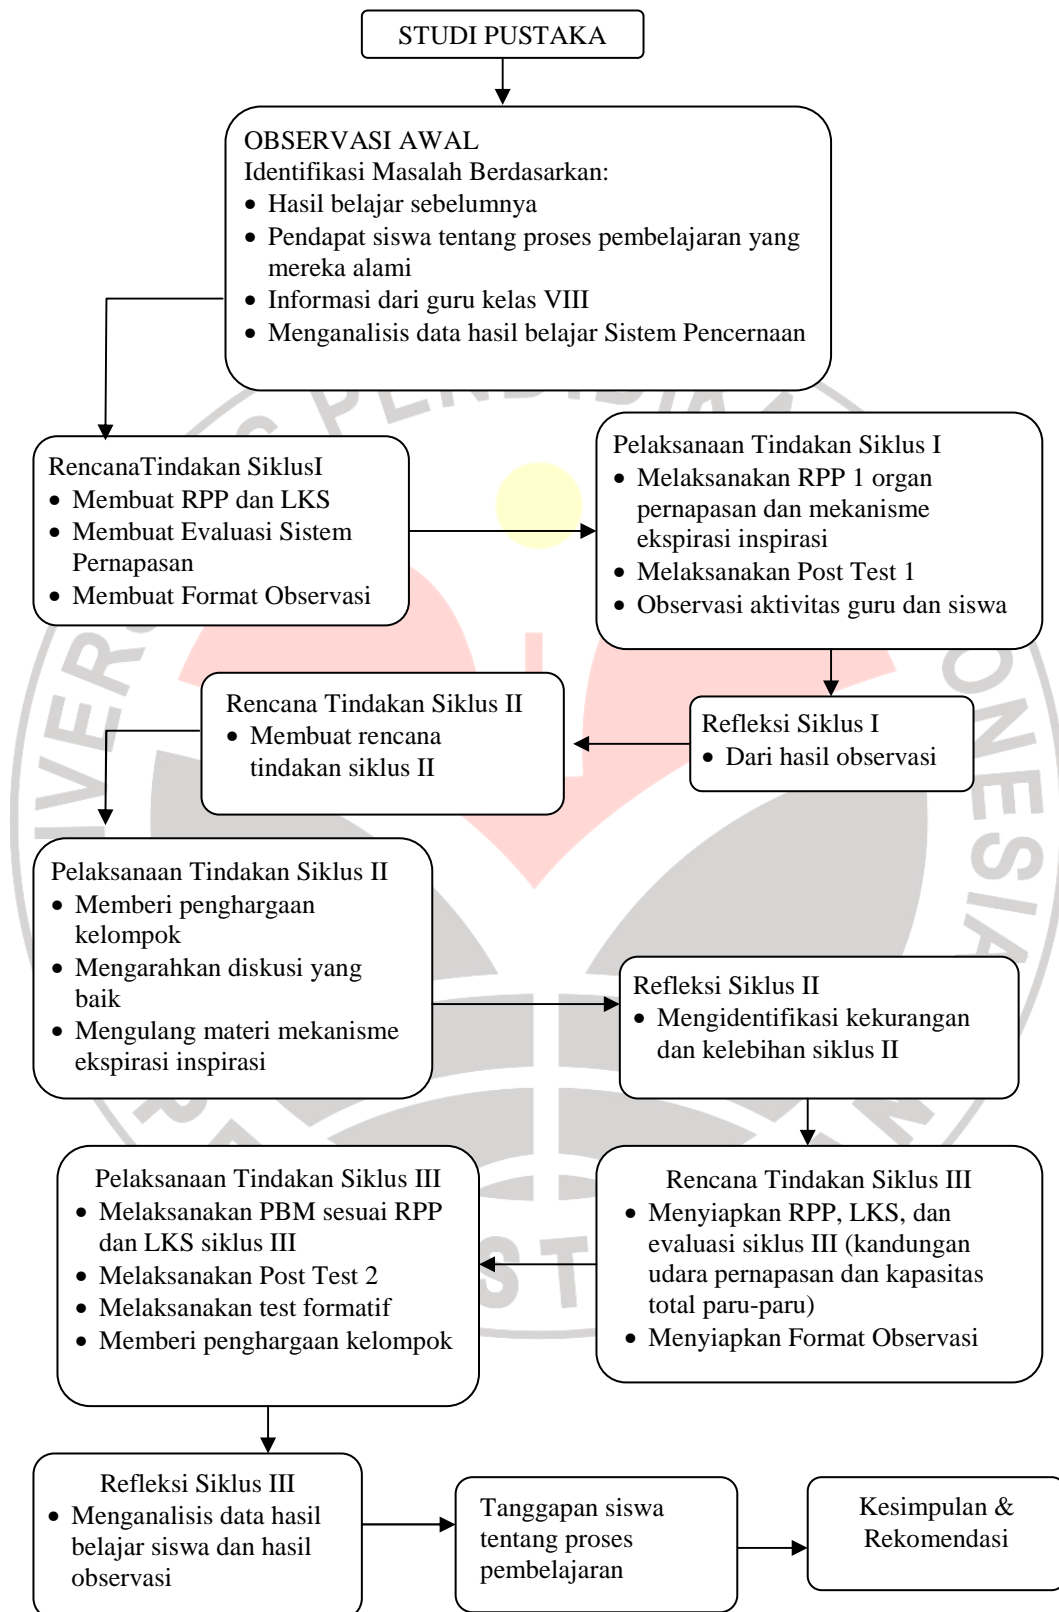 STUDI PUSTAKA
OBSERVASI AWAL
Identifikasi Masalah Berdasarkan:
• Hasil belajar sebelumnya
• Pendapat siswa tentang proses pembelajaran yang
mereka alami
• Informasi dari guru kelas VIII
• Menganalisis data hasil belajar Sistem Pencernaan
RencanaTindakan SiklusI
• Membuat RPP dan LKS
• Membuat Evaluasi Sistem
Pernapasan
• Membuat Format Observasi
Pelaksanaan Tindakan Siklus I
• Melaksanakan RPP 1 organ
pernapasan dan mekanisme
ekspirasi inspirasi
• Melaksanakan Post Test 1
• Observasi aktivitas guru dan siswa
Refleksi Siklus I
• Dari hasil observasi
Rencana Tindakan Siklus II
• Membuat rencana
tindakan siklus II
Pelaksanaan Tindakan Siklus II
• Memberi penghargaan
kelompok
• Mengarahkan diskusi yang
baik
• Mengulang materi mekanisme
ekspirasi inspirasi
Refleksi Siklus II
• Mengidentifikasi kekurangan
dan kelebihan siklus II
Rencana Tindakan Siklus III
• Menyiapkan RPP, LKS, dan
evaluasi siklus III (kandungan
udara pernapasan dan kapasitas
total paru-paru)
• Menyiapkan Format Observasi
Pelaksanaan Tindakan Siklus III
• Melaksanakan PBM sesuai RPP
dan LKS siklus III
• Melaksanakan Post Test 2
• Melaksanakan test formatif
• Memberi penghargaan kelompok
Refleksi Siklus III
• Menganalisis data hasil
belajar siswa dan hasil
observasi
Tanggapan siswa
tentang proses
pembelajaran
Kesimpulan &
Rekomendasi